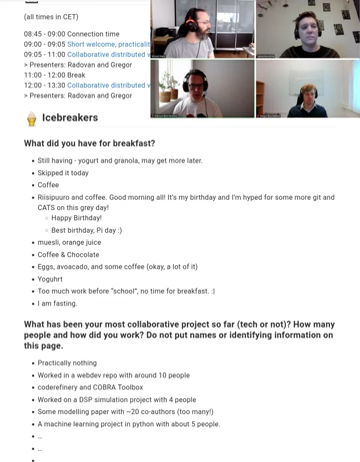 (all times in CET)
08:45 - 09:00 Connection time
09:00 - 09:05 Short welcome, practicalit
09:05 - 11:00 Collaborative distributed v
> Presenters: Radovan and Gregor
11:00 - 12:00 Break
12:00 - 13:30 Collaborative distributed v
> Presenters: Radovan and Gregor
Icebreakers
What did you have for breakfast?
• Still having - yogurt and granola, may get more later.
• Skipped it today
• Coffee
• Riisipuuro and coffee. Good morning all! It's my birthday and I'm hyped for some more git and
CATS on this grey day!
○ Happy Birthday!
○ Best birthday, Pi day :)
• muesli, orange juice
• Coffee & Chocolate
• Eggs, avoacado, and some coffee (okay, a lot of it)
• Yoguhrt
• Too much work before "school", no time for breakfast. :|
• I am fasting.
What has been your most collaborative project so far (tech or not)? How many
people and how did you work? Do not put names or identifying information on
this page.
• Practically nothing
• Worked in a webdev repo with around 10 people
• coderefinery and COBRA Toolbox
• Worked on a DSP simulation project with 4 people
• Some modelling paper with ~20 co-authors (too many!)
• A machine learning project in python with about 5 people.
• ..
• ..